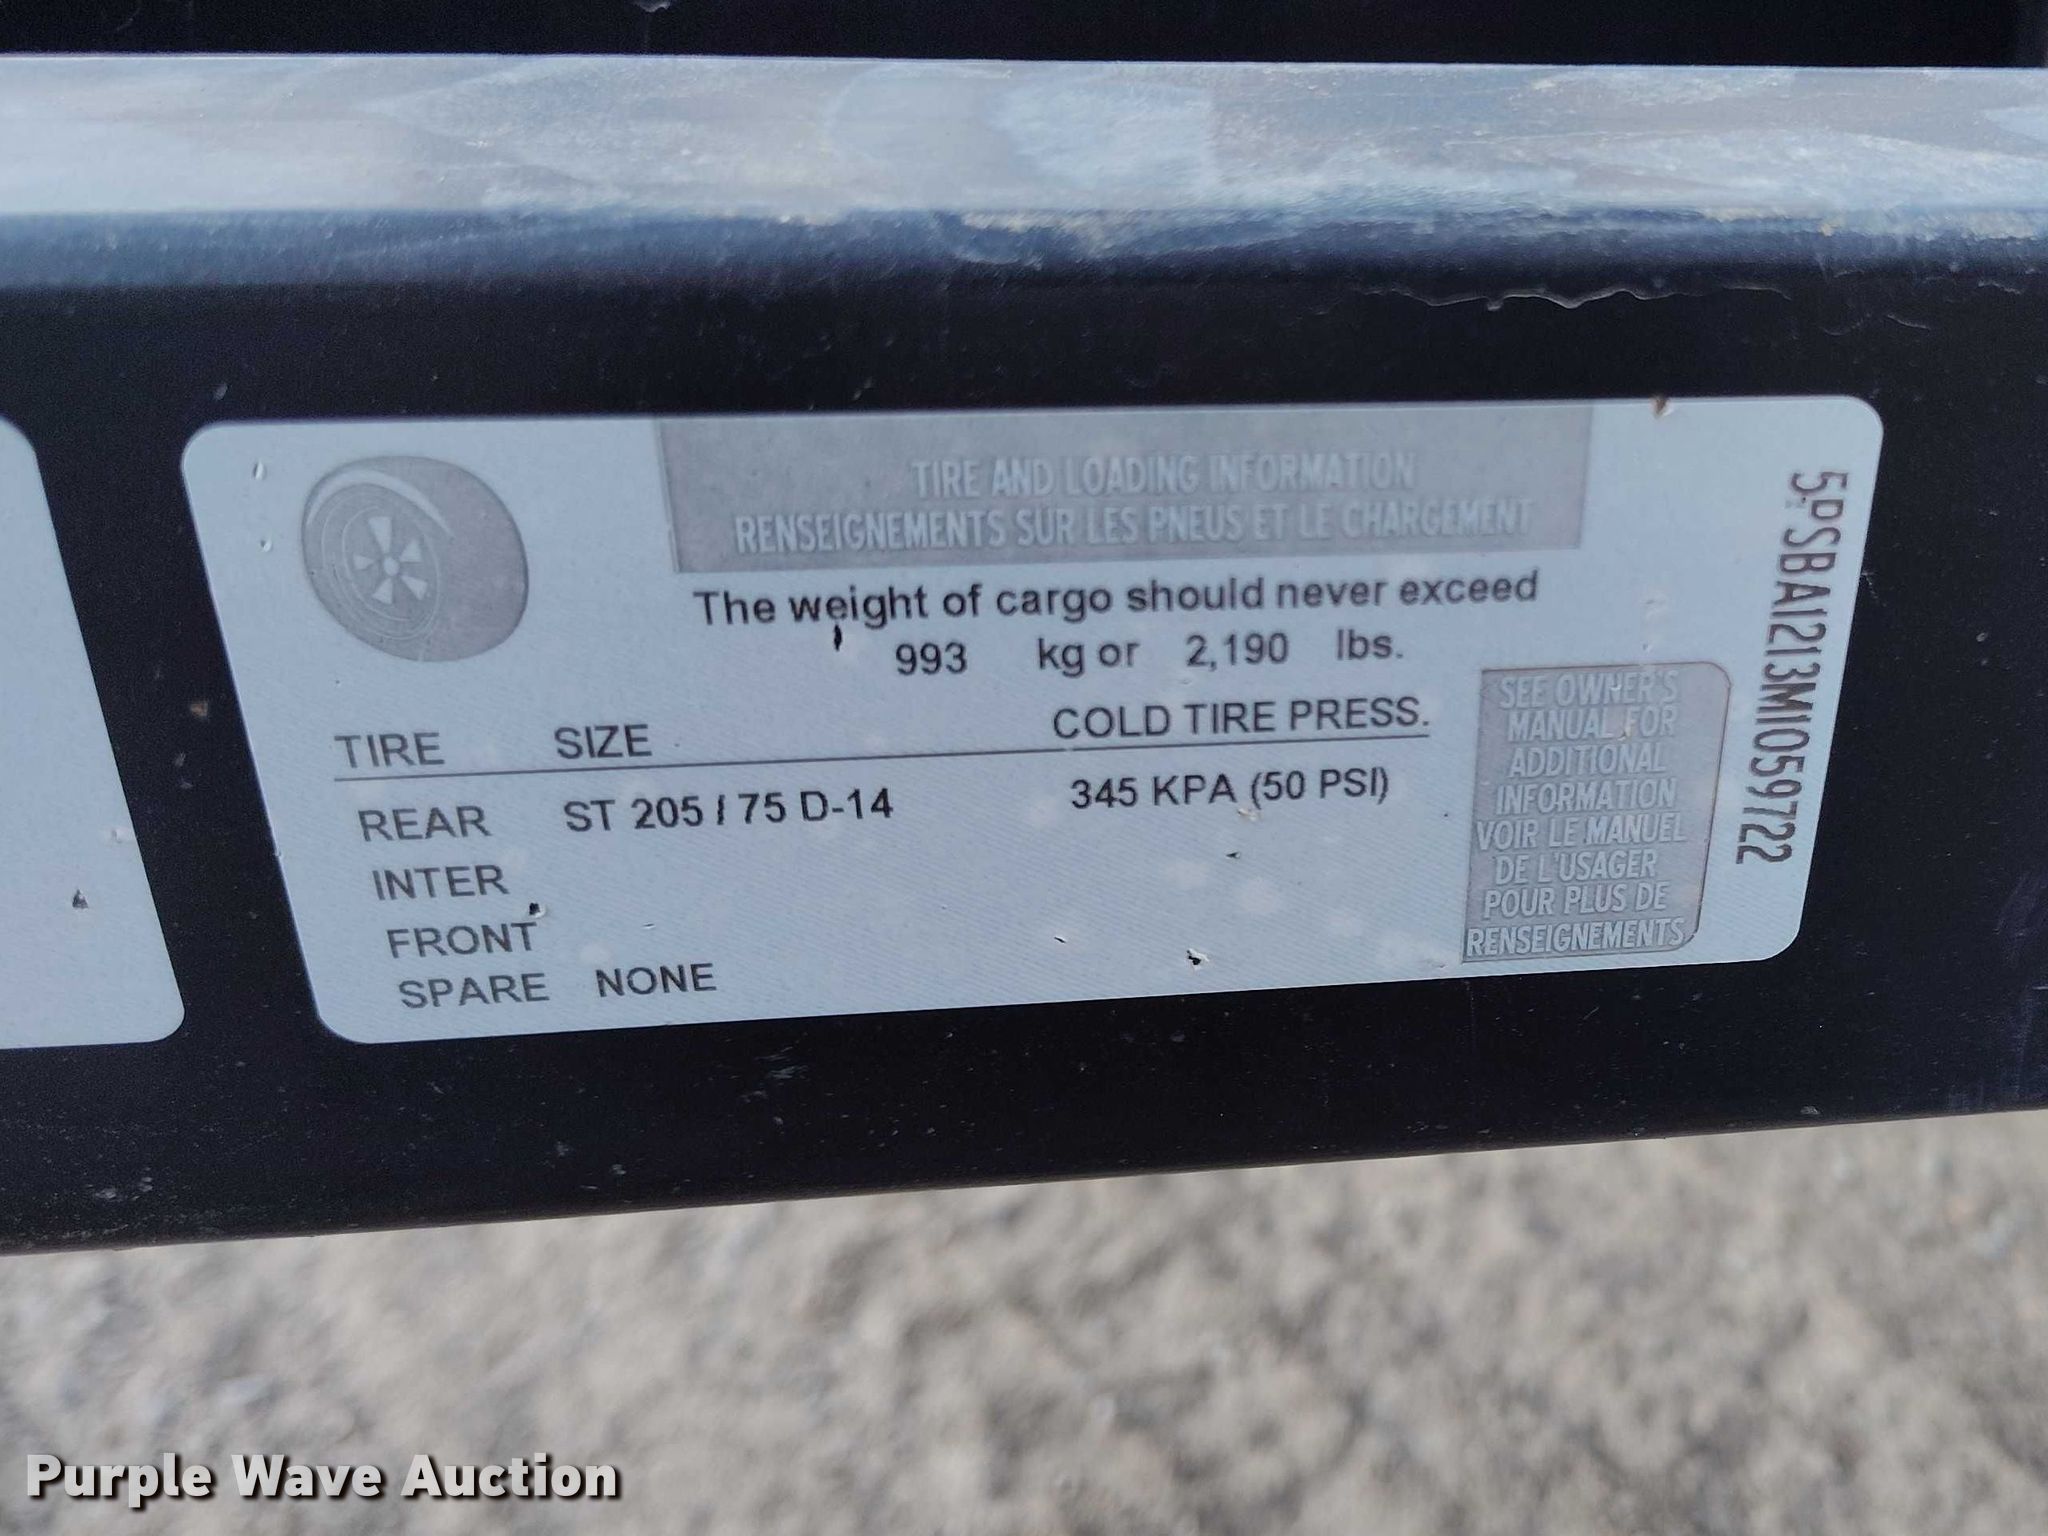 TIRE AND LOADING INFORMATION
RENSEIGNEMENTS SUR LES PNEUS ET LE CHARGEMENT
The weight of cargo should never exceed
993 kg or 2,190 lbs.
TIRE SIZE COLD TIRE PRESS.
REAR ST 205 / 75 D-14 345 KPA (50 PSI)
INTER
FRONT
SPARE NONE
SEE OWNER'S
MANUAL FOR
ADDITIONAL
INFORMATION
VOIR LE MANUEL
DE L'USAGER
POUR PLUS DE
RENSEIGNEMENTS
5PSBA1213M1059722
Purple Wave Auction